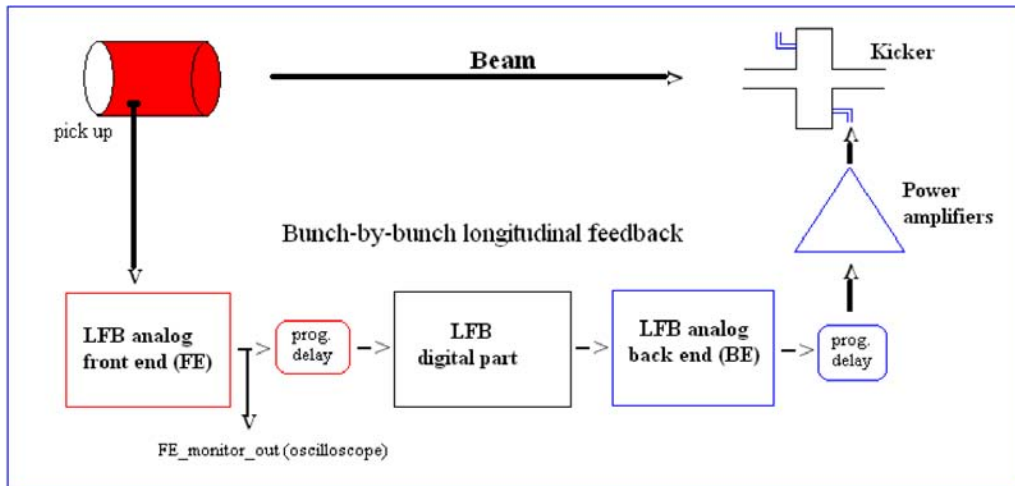 Beam
Kicker
pick up
Power
amplifiers
Bunch-by-bunch longitudinal feedback
LFB analog
front end (FE)
prog.
delay
LFB
digital part
LFB analog
back end (BE)
prog.
delay
FE_monitor_out (oscilloscope)